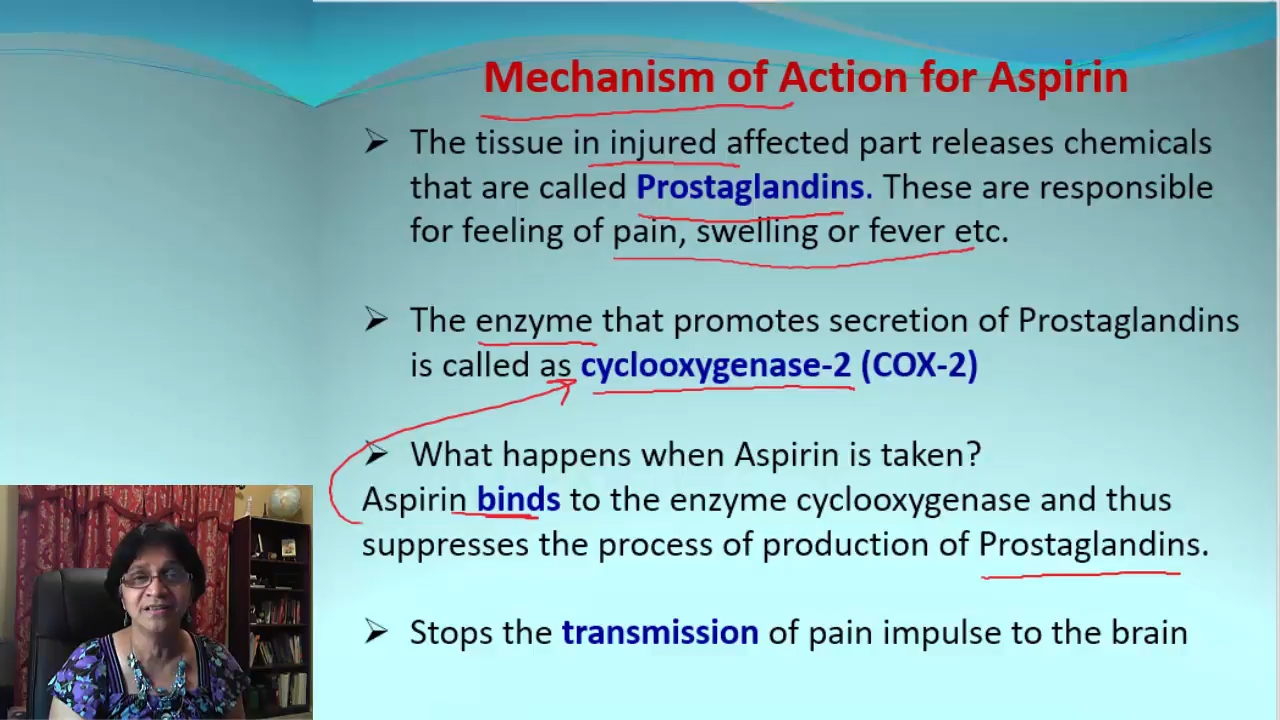 Mechanism of Action for Aspirin
➢ The tissue in injured affected part releases chemicals
that are called Prostaglandins. These are responsible
for feeling of pain, swelling or fever etc.
➢ The enzyme that promotes secretion of Prostaglandins
is called as cyclooxygenase-2 (COX-2)
➢ What happens when Aspirin is taken?
Aspirin binds to the enzyme cyclooxygenase and thus
suppresses the process of production of Prostaglandins.
➢ Stops the transmission of pain impulse to the brain